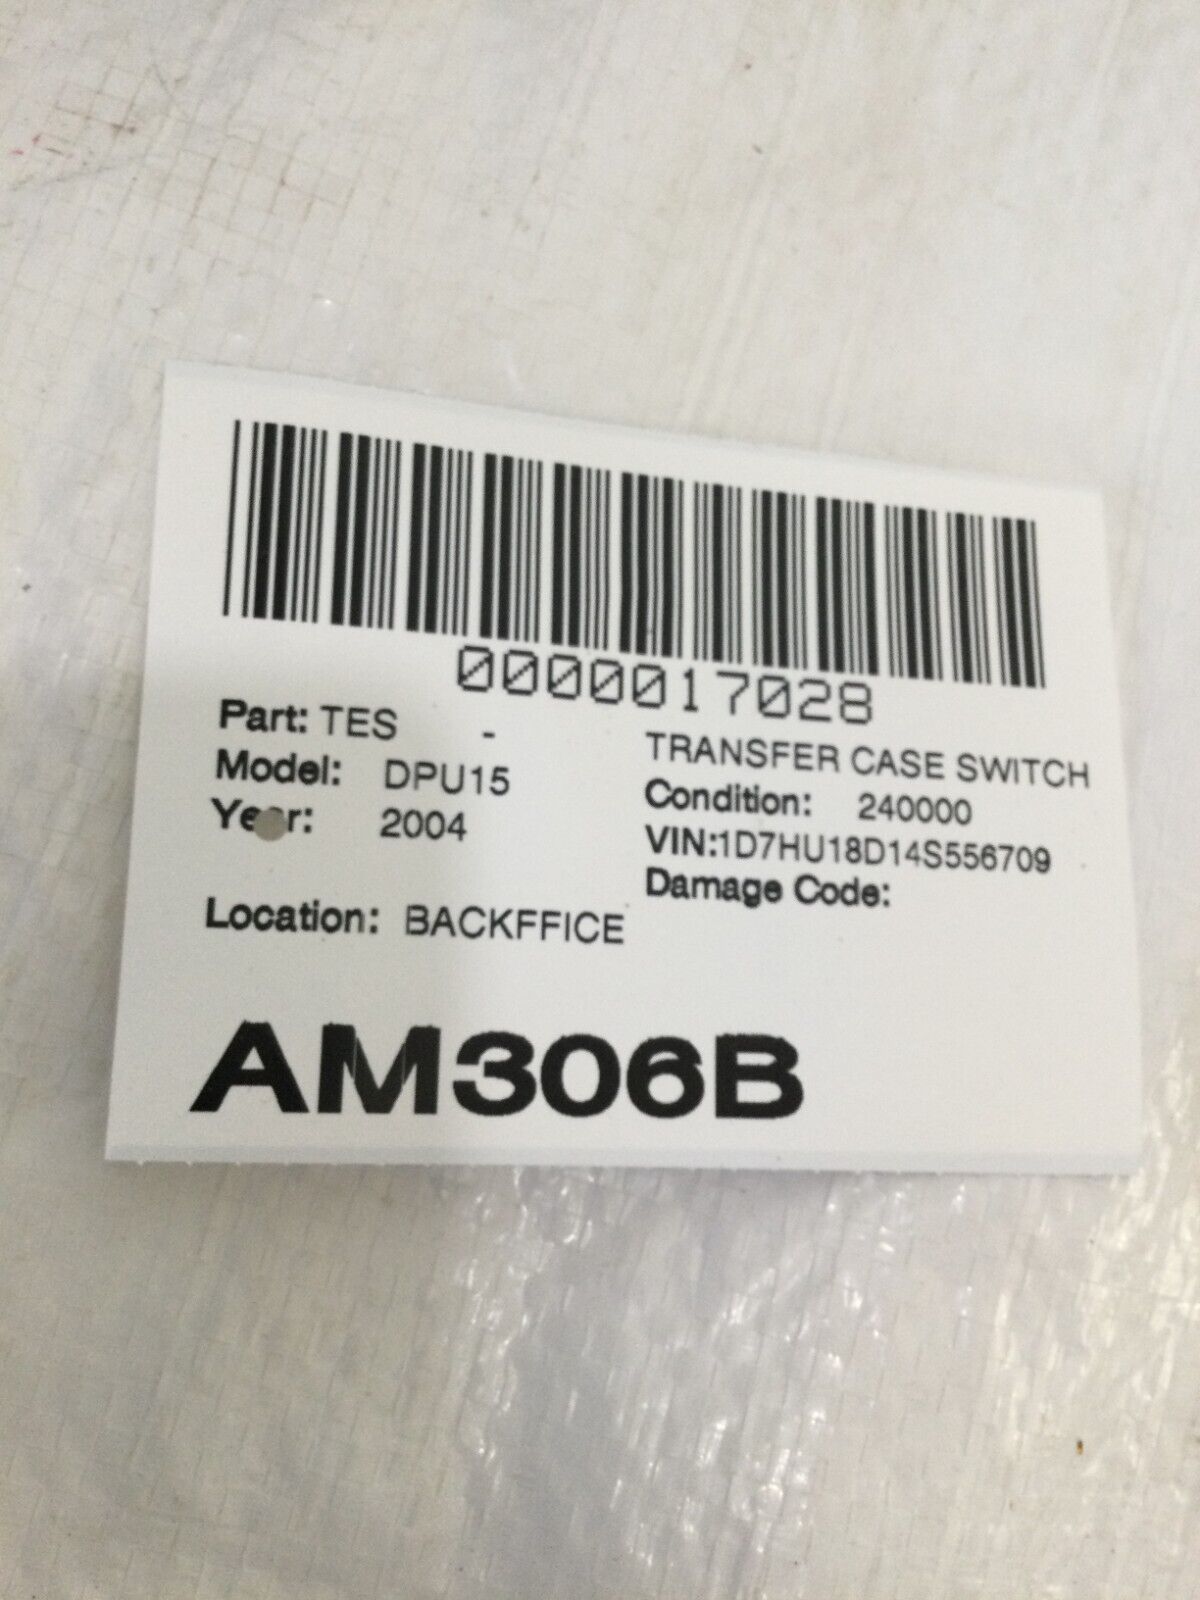 0000017028
Part: TES -
TRANSFER CASE SWITCH
Model: DPU15
Condition: 240000
Year: 2004
VIN:1D7HU18D14S556709
Damage Code:
Location: BACKFFICE
AM306B